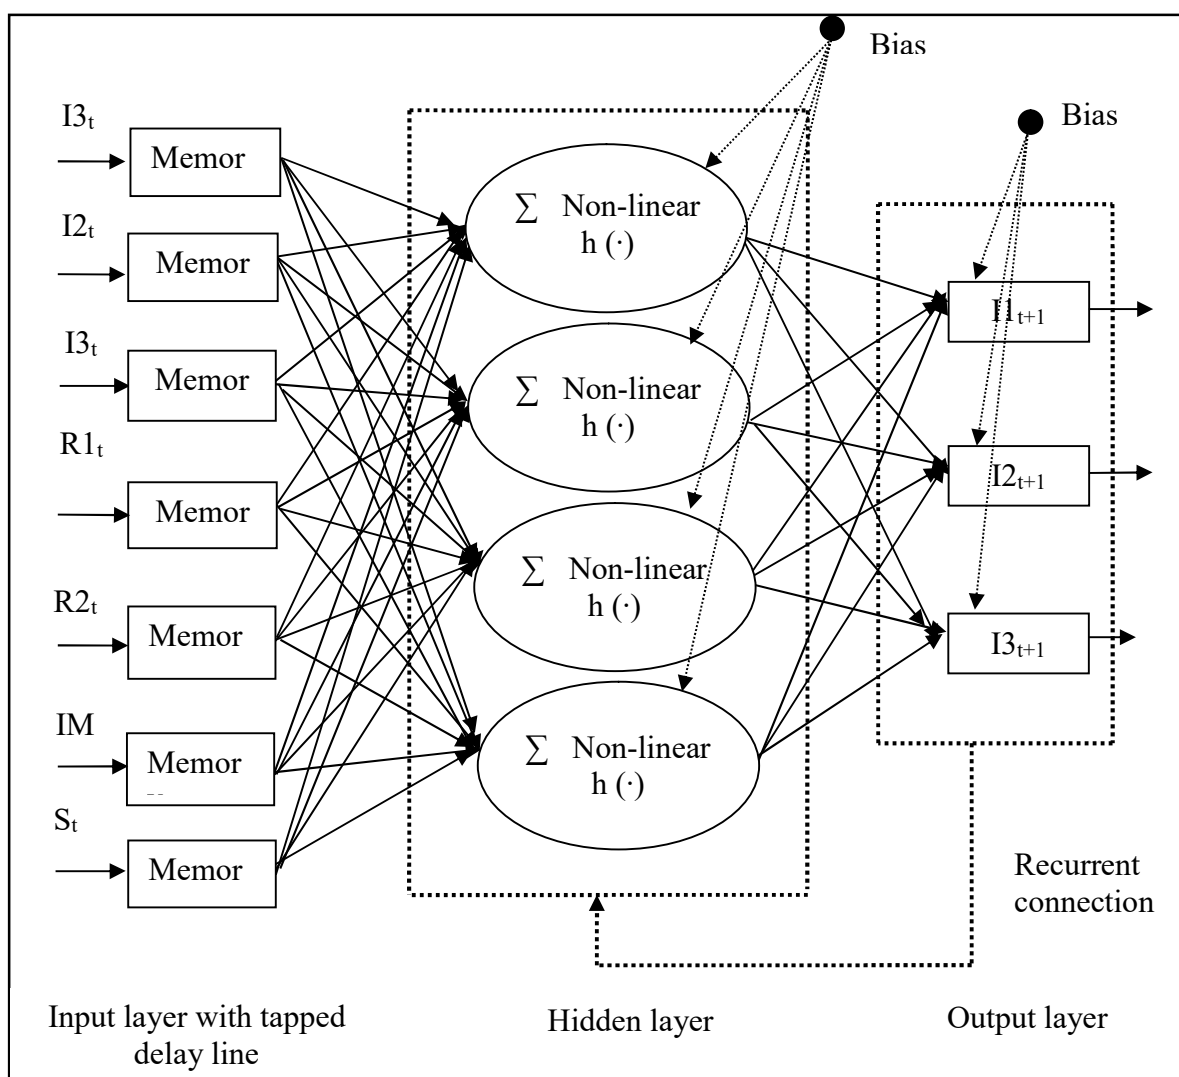 Bias
Bias
I3t
Memor
I2t
Memor
I3t
Memor
R1t
Memor
R2t
Memor
IM
Memor
St
Memor
∑ Non-linear
h (·)
∑ Non-linear
h (·)
∑ Non-linear
h (·)
∑ Non-linear
h (·)
I1t+1
I2t+1
I3t+1
Recurrent
connection
Input layer with tapped
delay line
Hidden layer
Output layer